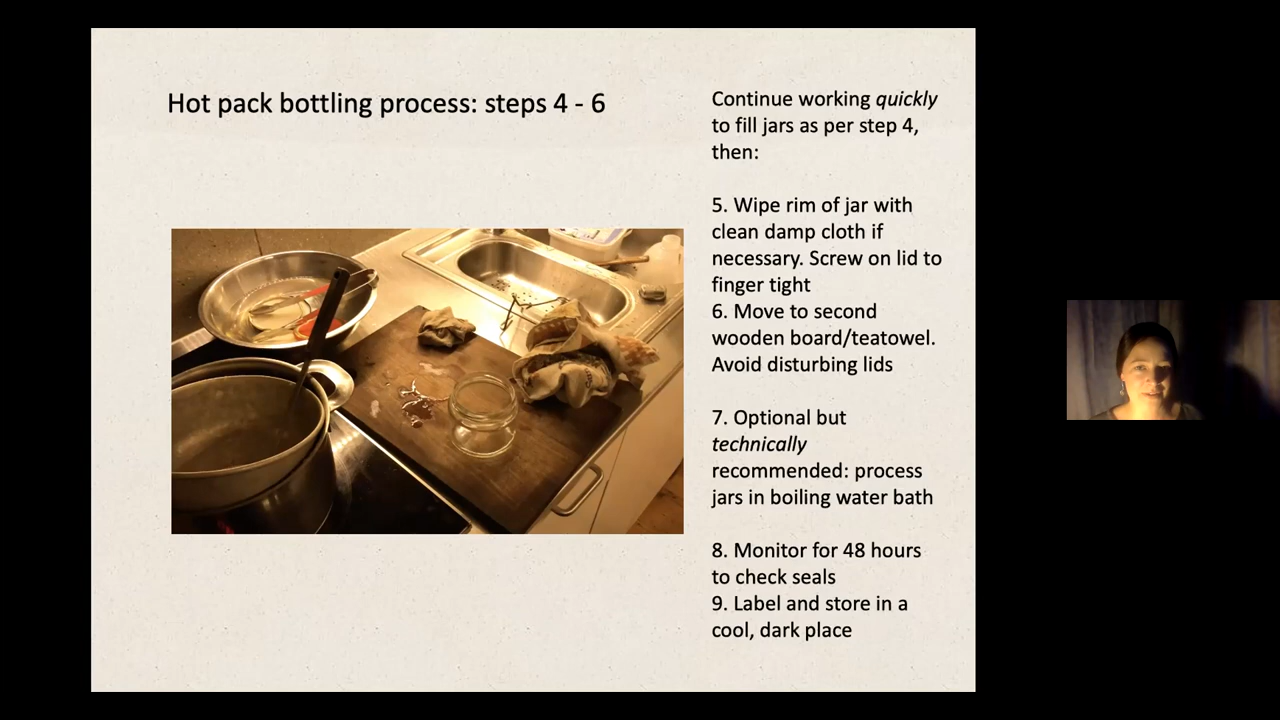 Hot pack bottling process: steps 4 - 6
Continue working quickly
to fill jars as per step 4,
then:
5. Wipe rim of jar with
clean damp cloth if
necessary. Screw on lid to
finger tight
6. Move to second
wooden board/teatowel.
Avoid disturbing lids
7. Optional but
technically
recommended: process
jars in boiling water bath
8. Monitor for 48 hours
to check seals
9. Label and store in a
cool, dark place